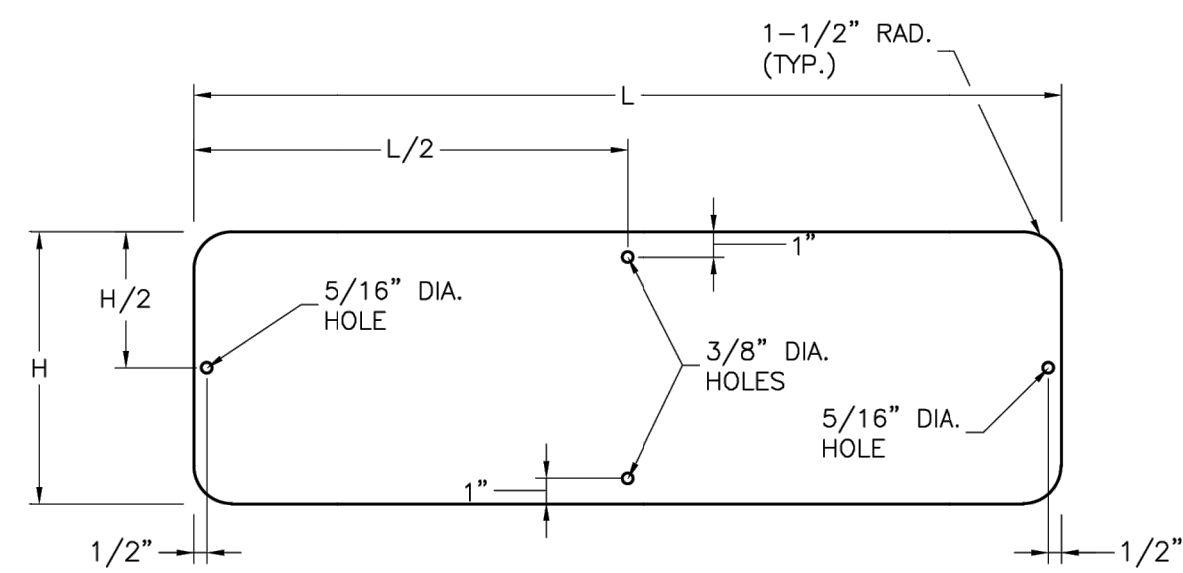 1-1/2" RAD.
(TYP.)
L
L/2
1"
H/2
5/16" DIA.
HOLE
H
3/8" DIA.
HOLES
5/16" DIA.
HOLE
1"
1/2"
1/2"